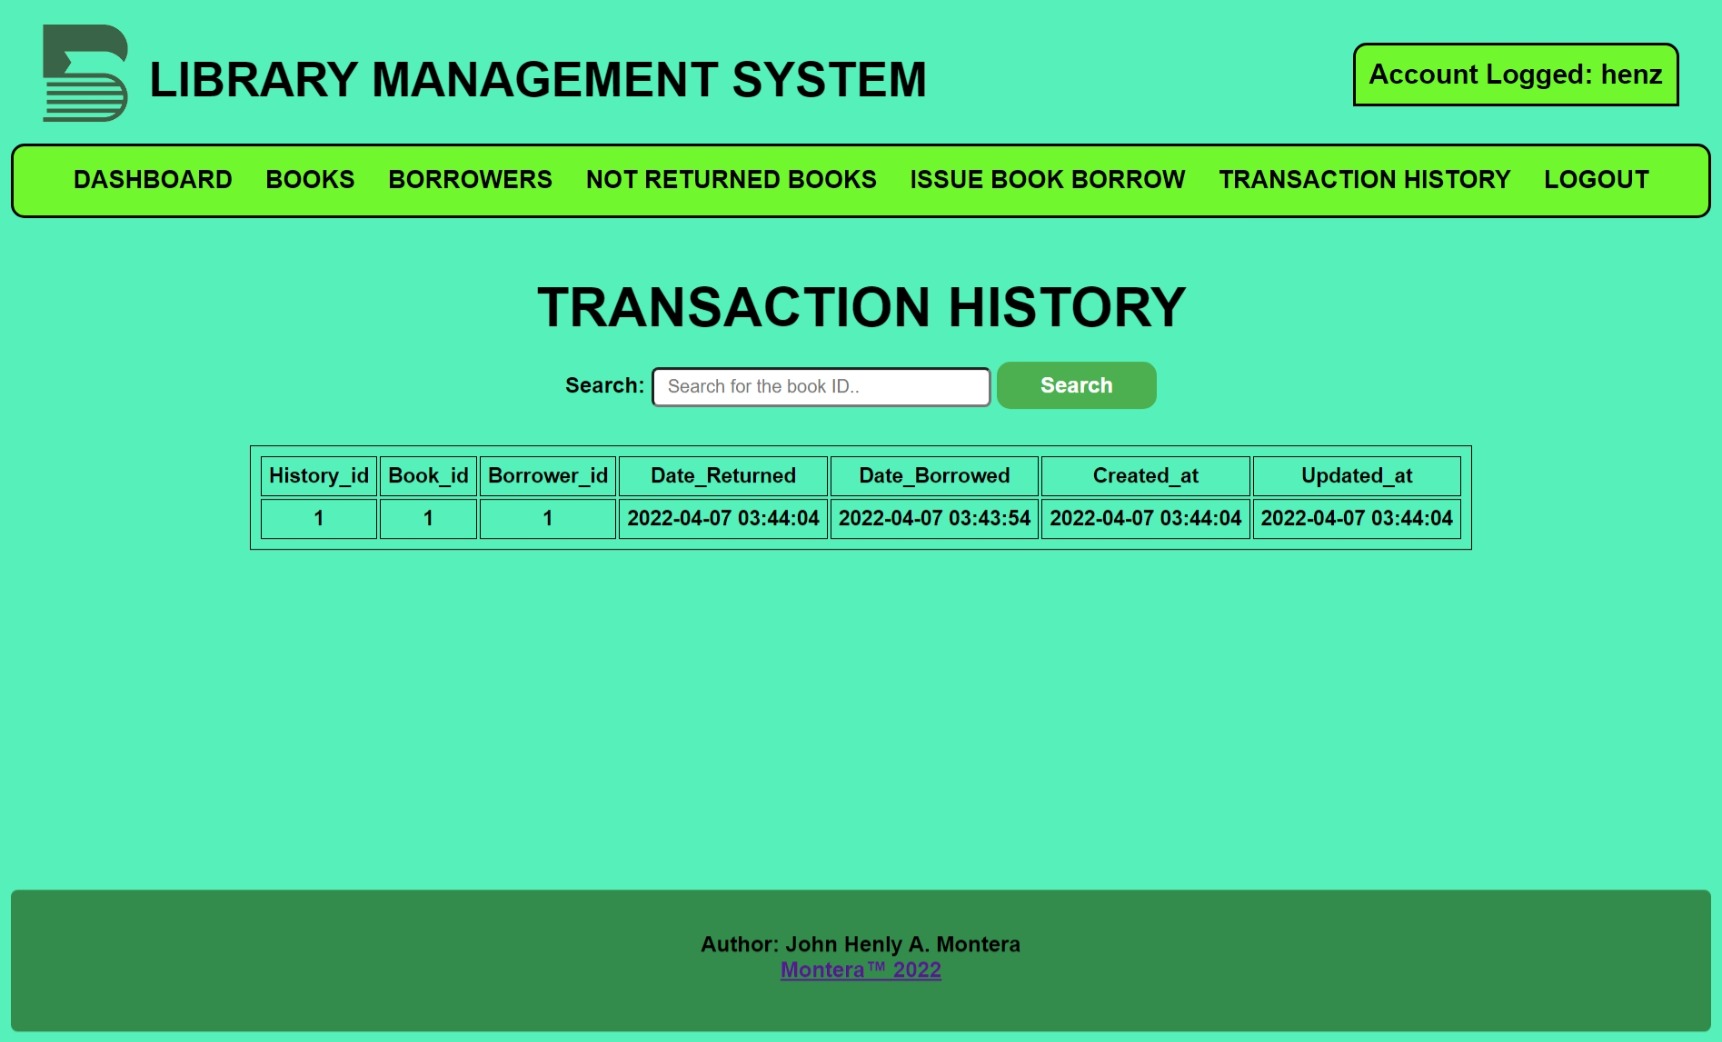 LIBRARY MANAGEMENT SYSTEM
Account Logged: henz
DASHBOARD BOOKS BORROWERS NOT RETURNED BOOKS ISSUE BOOK BORROW TRANSACTION HISTORY LOGOUT
TRANSACTION HISTORY
Search: Search for the book ID.. Search
History_id Book_id Borrower_id Date_Returned Date_Borrowed Created_at Updated_at
1 1 1 2022-04-07 03:44:04 2022-04-07 03:43:54 2022-04-07 03:44:04 2022-04-07 03:44:04
Author: John Henly A. Montera
Montera™ 2022